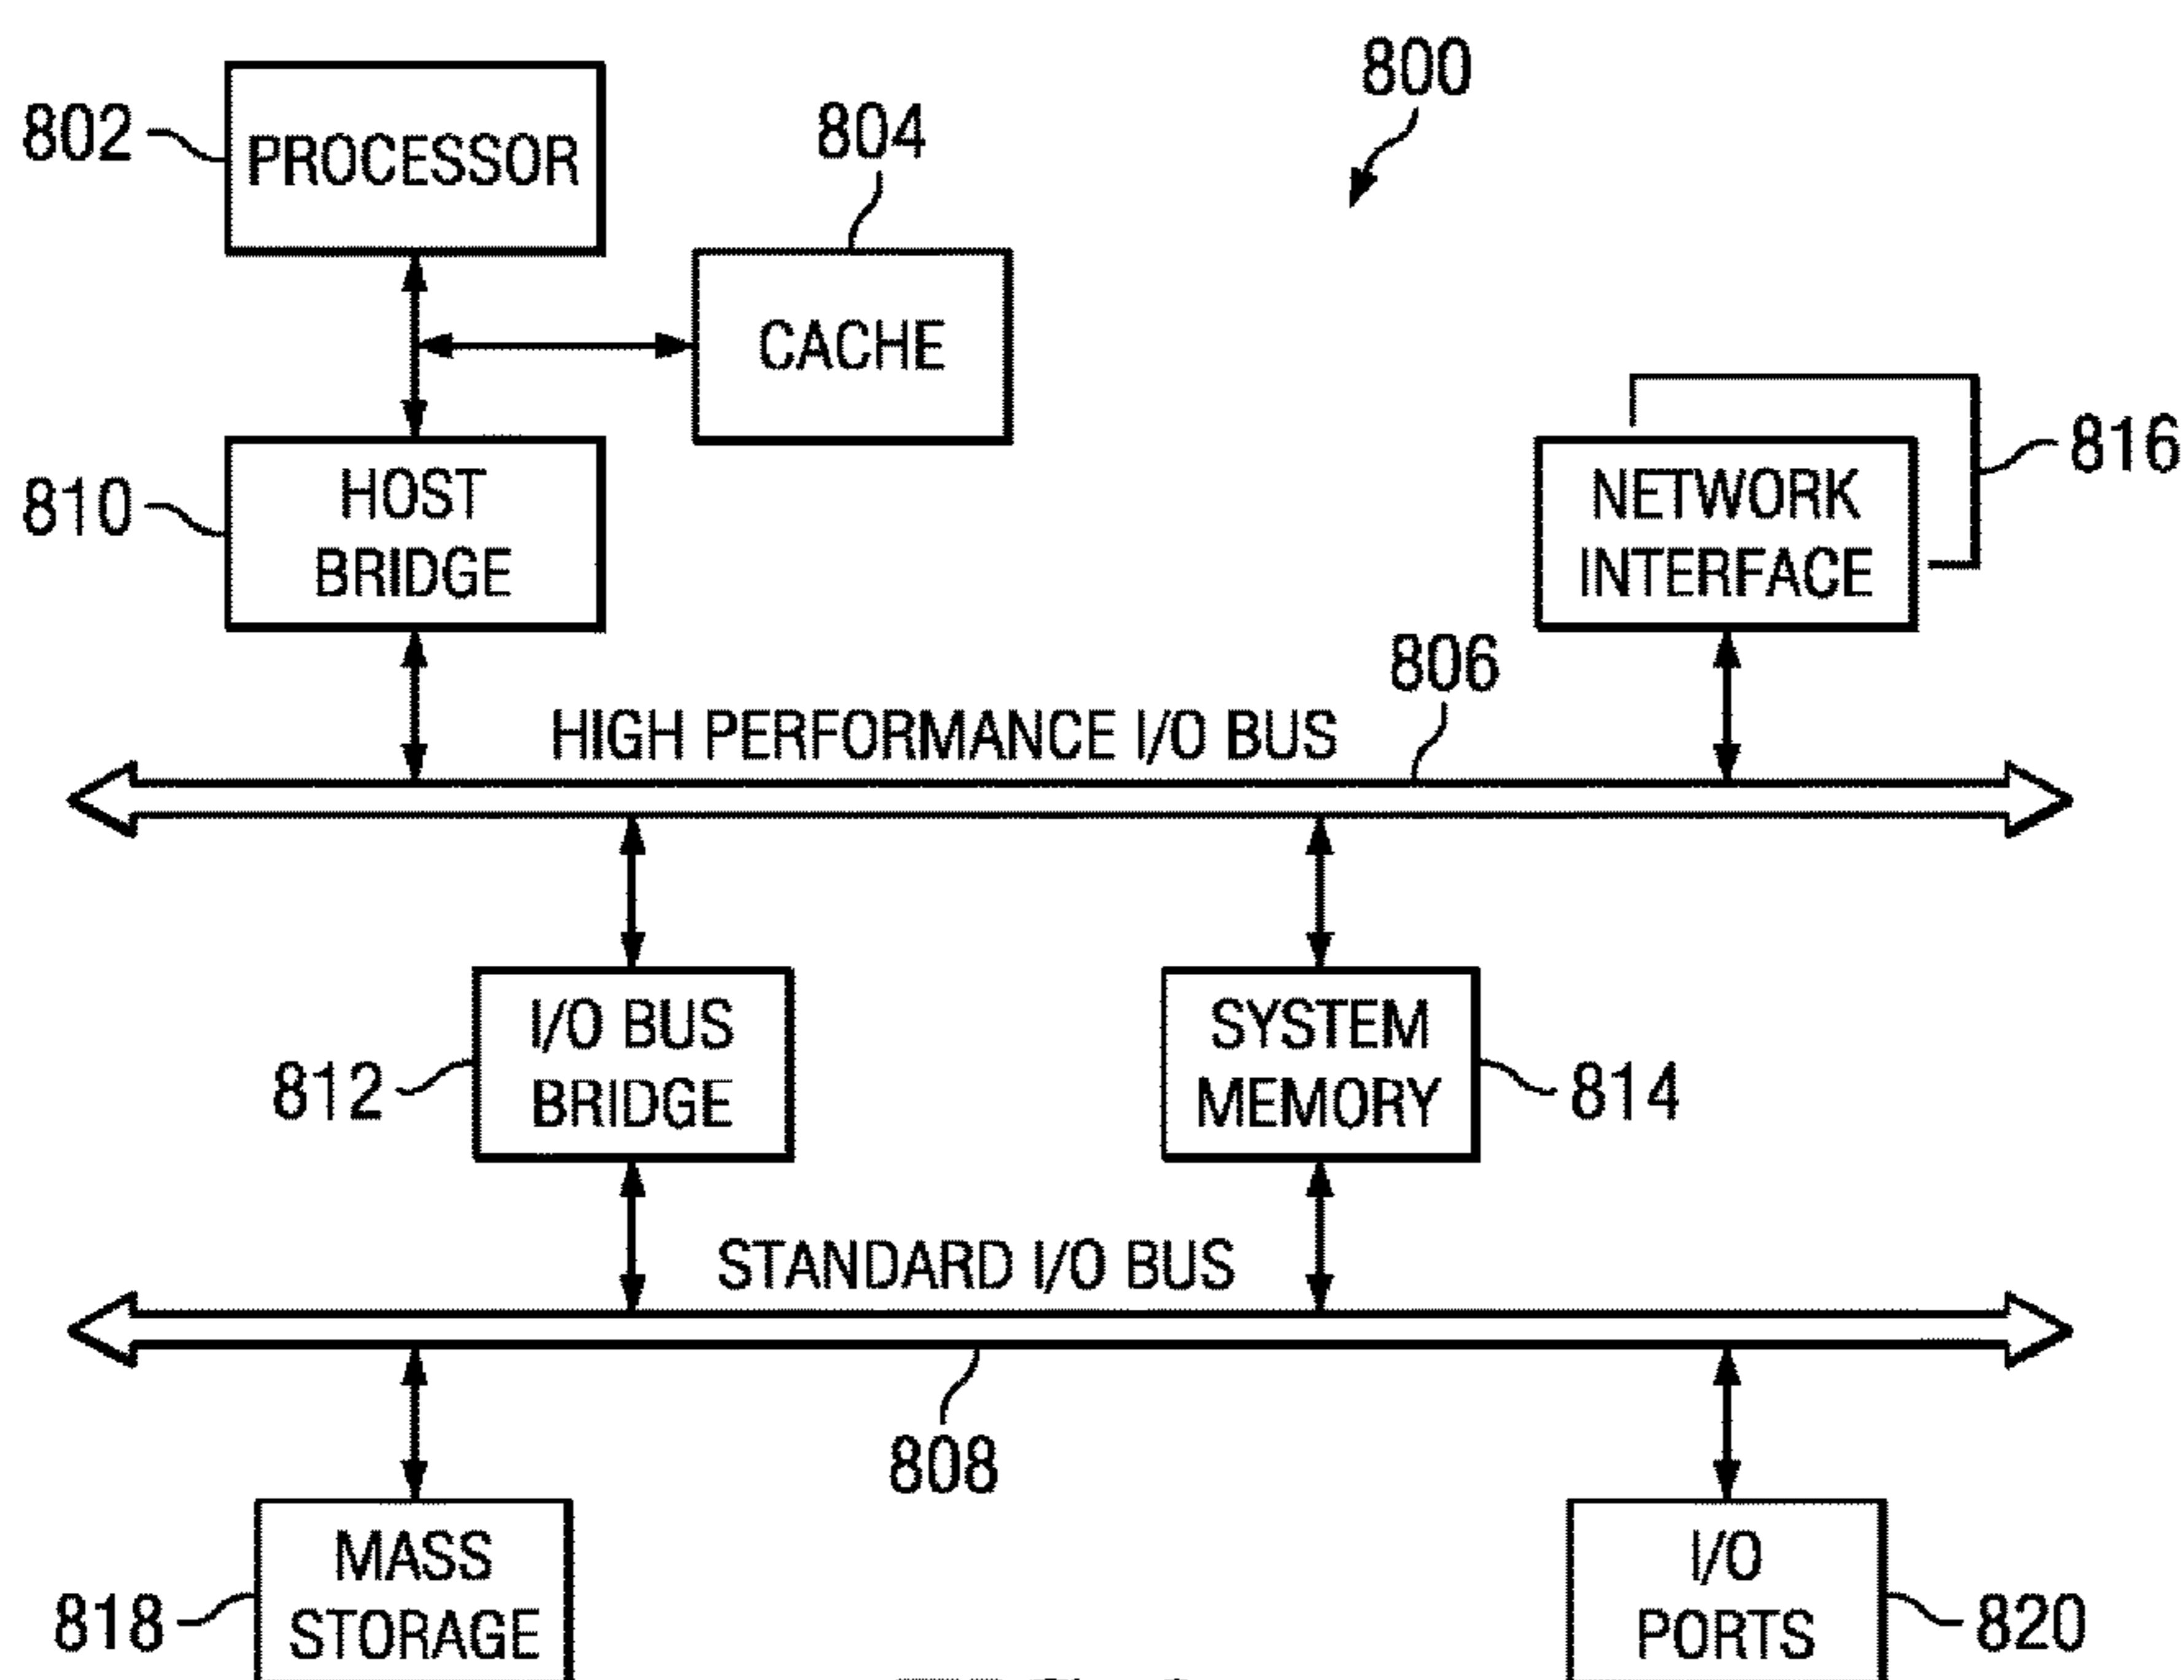 800
802
PROCESSOR
804
CACHE
810
HOST
BRIDGE
NETWORK
INTERFACE
816
806
HIGH PERFORMANCE I/O BUS
I/O BUS
BRIDGE
812
SYSTEM
MEMORY
814
STANDARD I/O BUS
808
MASS
STORAGE
818
I/O
PORTS
820